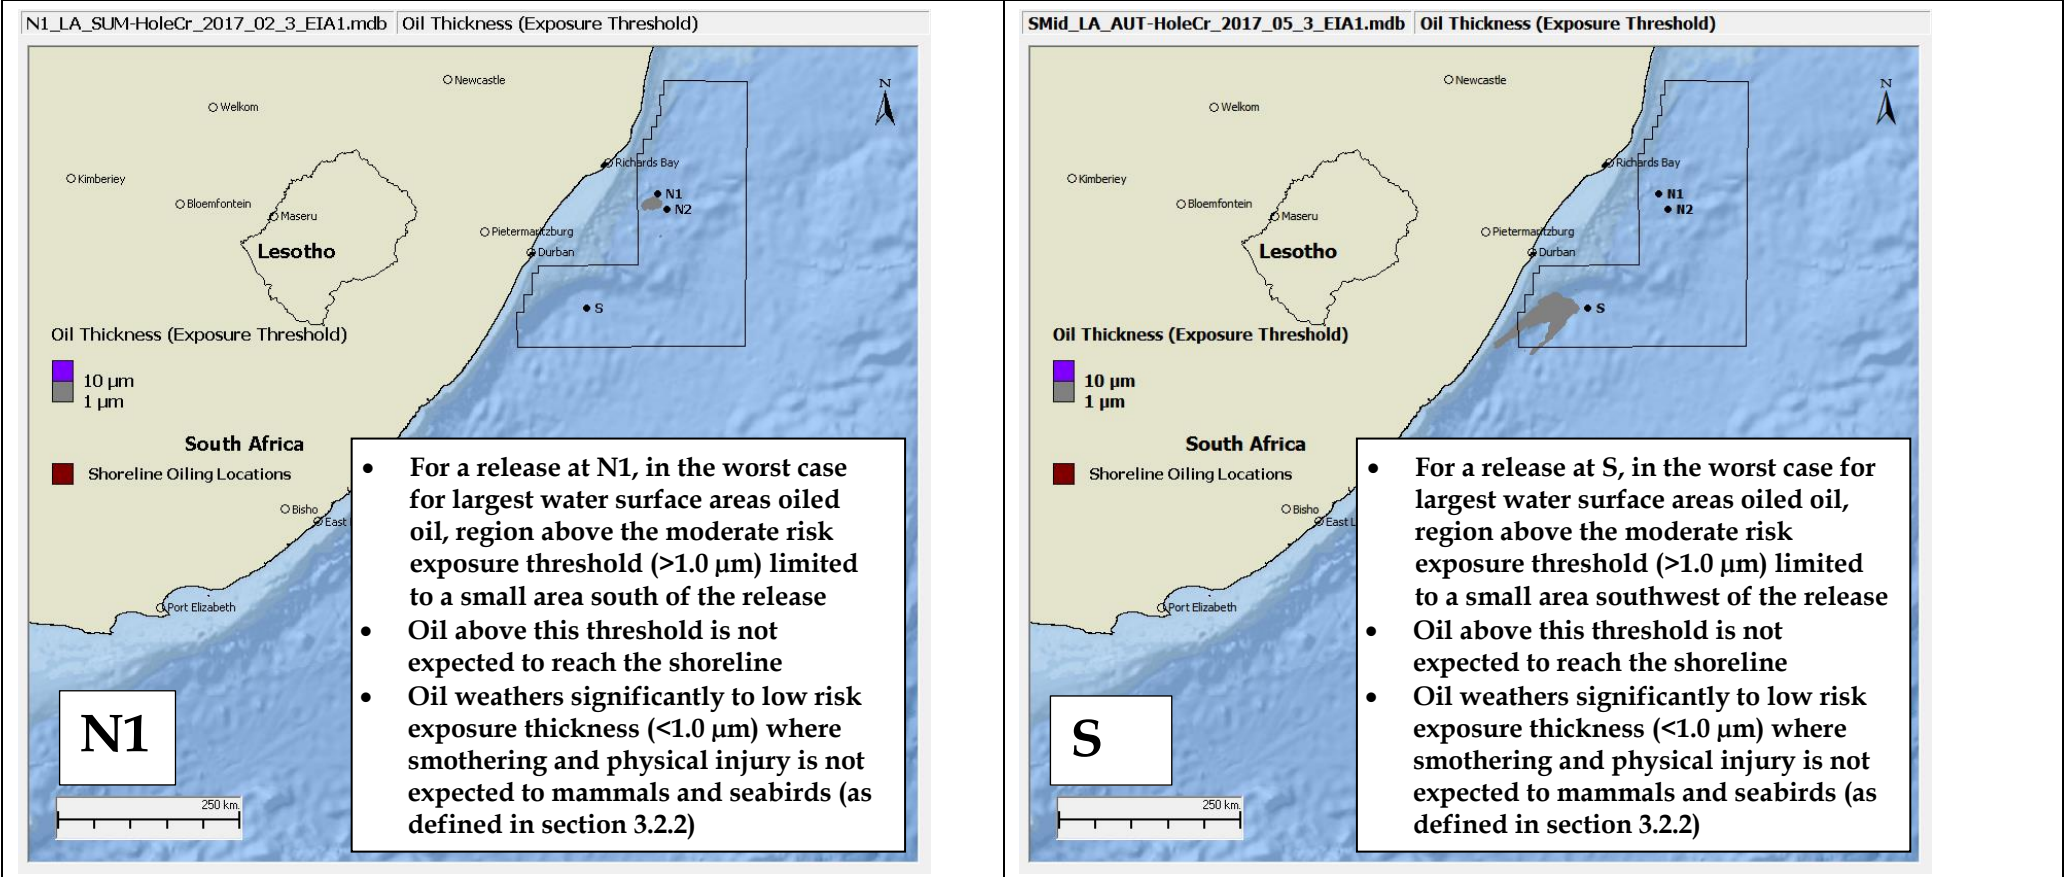 N1_LA_SUM-HoleCr_2017_02_3_EIA1.mdb Oil Thickness (Exposure Threshold)
N
Newcastle
Welkom
Richards Bay
Kimberley
N1
Bloemfontein
N2
Maseru
Pietermaritzburg
Lesotho
Durban
S
Oil Thickness (Exposure Threshold)
10 µm
1 µm
South Africa
Shoreline Oiling Locations
Bisho
East
Port Elizabeth
N1
250 km.
• For a release at N1, in the worst case
for largest water surface areas oiled
oil, region above the moderate risk
exposure threshold (>1.0 µm) limited
to a small area south of the release
• Oil above this threshold is not
expected to reach the shoreline
• Oil weathers significantly to low risk
exposure thickness (<1.0 µm) where
smothering and physical injury is not
expected to mammals and seabirds (as
defined in section 3.2.2)
SMid_LA_AUT-HoleCr_2017_05_3_EIA1.mdb Oil Thickness (Exposure Threshold)
N
Newcastle
Welkom
Richards Bay
Kimberley
N1
Bloemfontein
N2
Maseru
Pietermaritzburg
Lesotho
Durban
S
Oil Thickness (Exposure Threshold)
10 µm
1 µm
South Africa
Shoreline Oiling Locations
Bisho
East L
Port Elizabeth
S
250 km.
• For a release at S, in the worst case for
largest water surface areas oiled oil,
region above the moderate risk
exposure threshold (>1.0 µm) limited
to a small area southwest of the release
• Oil above this threshold is not
expected to reach the shoreline
• Oil weathers significantly to low risk
exposure thickness (<1.0 µm) where
smothering and physical injury is not
expected to mammals and seabirds (as
defined in section 3.2.2)